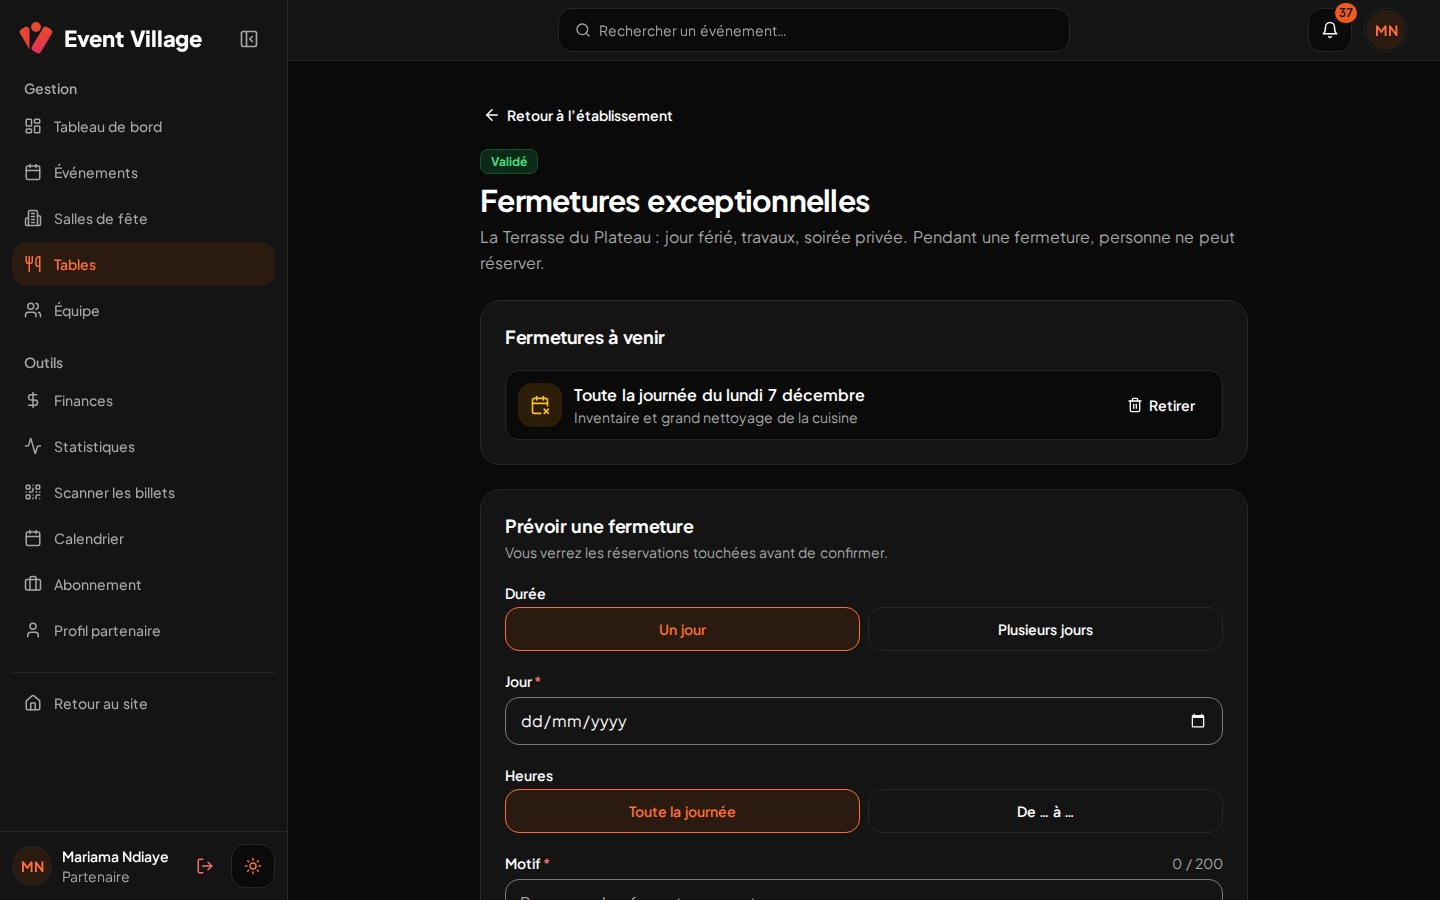 Event Village
Rechercher un événement...
37
MN
Gestion
Tableau de bord
Événements
Salles de fête
Tables
Équipe
Outils
Finances
Statistiques
Scanner les billets
Calendrier
Abonnement
Profil partenaire
Retour au site
MN
Mariama Ndiaye
Partenaire
Retour à l'établissement
Validé
Fermetures exceptionnelles
La Terrasse du Plateau : jour férié, travaux, soirée privée. Pendant une fermeture, personne ne peut
réserver.
Fermetures à venir
Toute la journée du lundi 7 décembre
Inventaire et grand nettoyage de la cuisine
Retirer
Prévoir une fermeture
Vous verrez les réservations touchées avant de confirmer.
Durée
Un jour
Plusieurs jours
Jour *
dd/mm/yyyy
Heures
Toute la journée
De ... à ...
Motif *
0 / 200